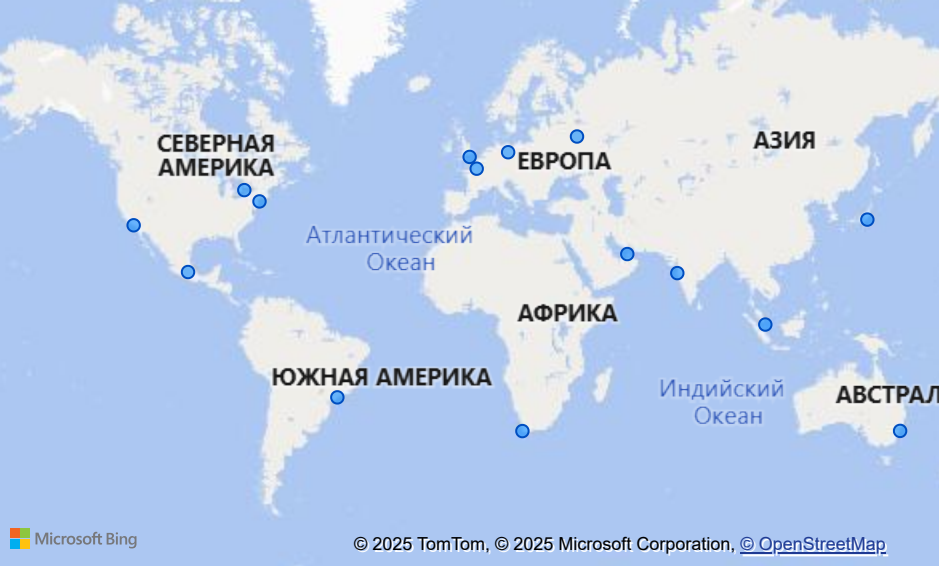 СЕВЕРНАЯ
АМЕРИКА
АЗИЯ
ЕВРОПА
Атлантический
Океан
АФРИКА
ЮЖНАЯ АМЕРИКА
Индийский
Океан
АВСТРАЛ
Microsoft Bing
© 2025 TomTom, © 2025 Microsoft Corporation, © OpenStreetMap